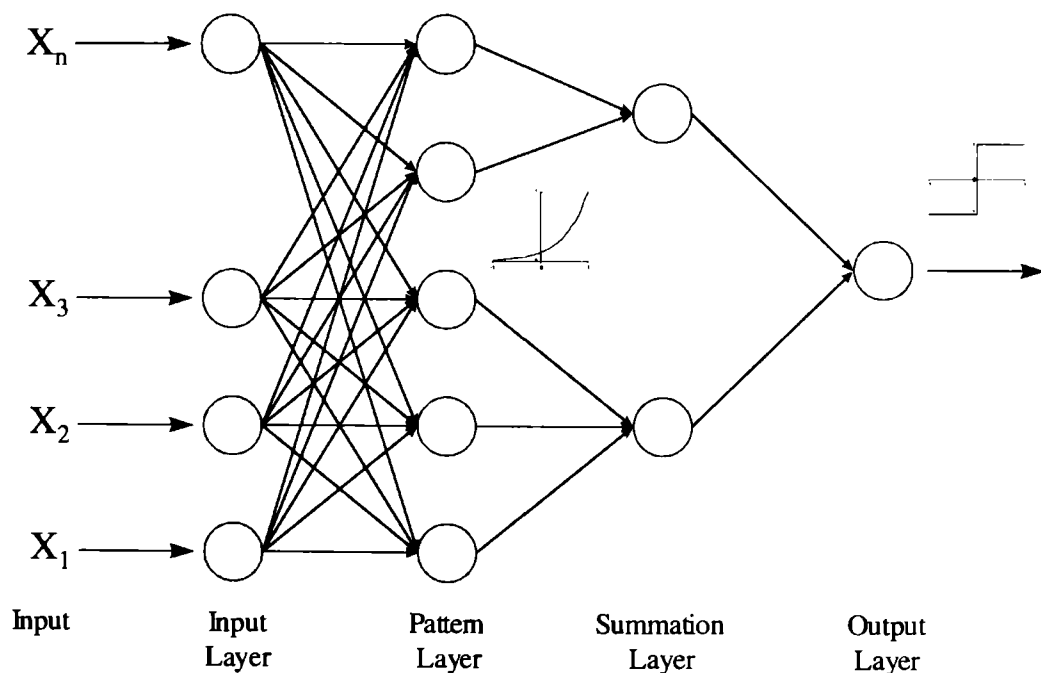 Xn
X3
X2
X1
Input
Input
Layer
Pattern
Layer
Summation
Layer
Output
Layer